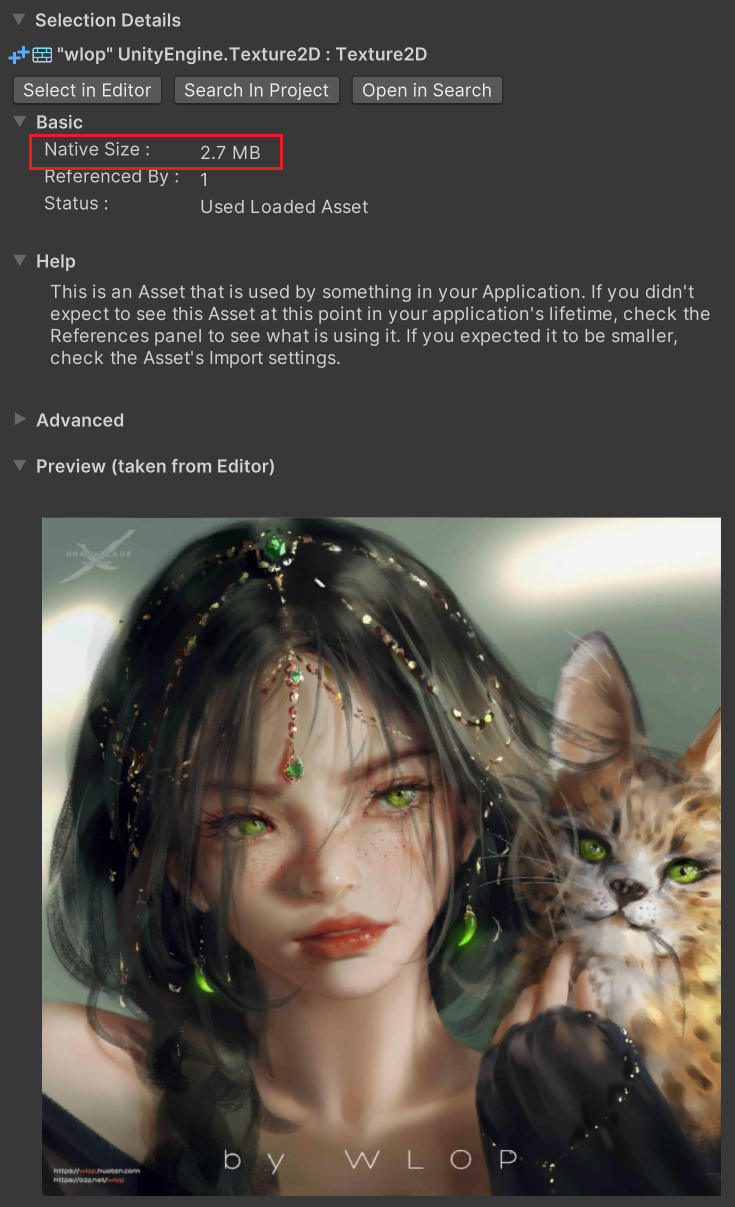 Selection Details
"wlop" UnityEngine.Texture2D : Texture2D
Select in Editor Search In Project Open in Search
Basic
Native Size : 2.7 MB
Referenced By : 1
Status : Used Loaded Asset
Help
This is an Asset that is used by something in your Application. If you didn't
expect to see this Asset at this point in your application's lifetime, check the
References panel to see what is using it. If you expected it to be smaller,
check the Asset's Import settings.
Advanced
Preview (taken from Editor)
by WLOP
https://wlop.huotan.com
https://azz.net/wlop